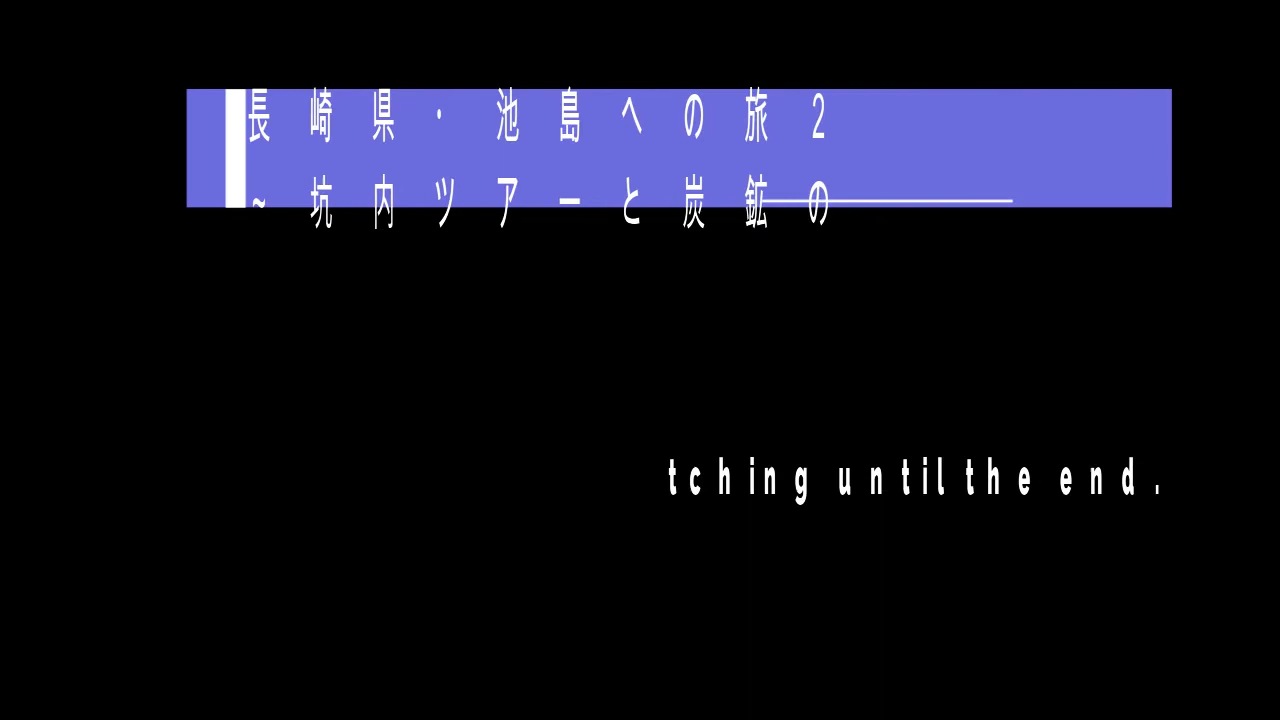 長崎県・池島への旅2
~坑内ツアーと炭鉱の
tching until the end.